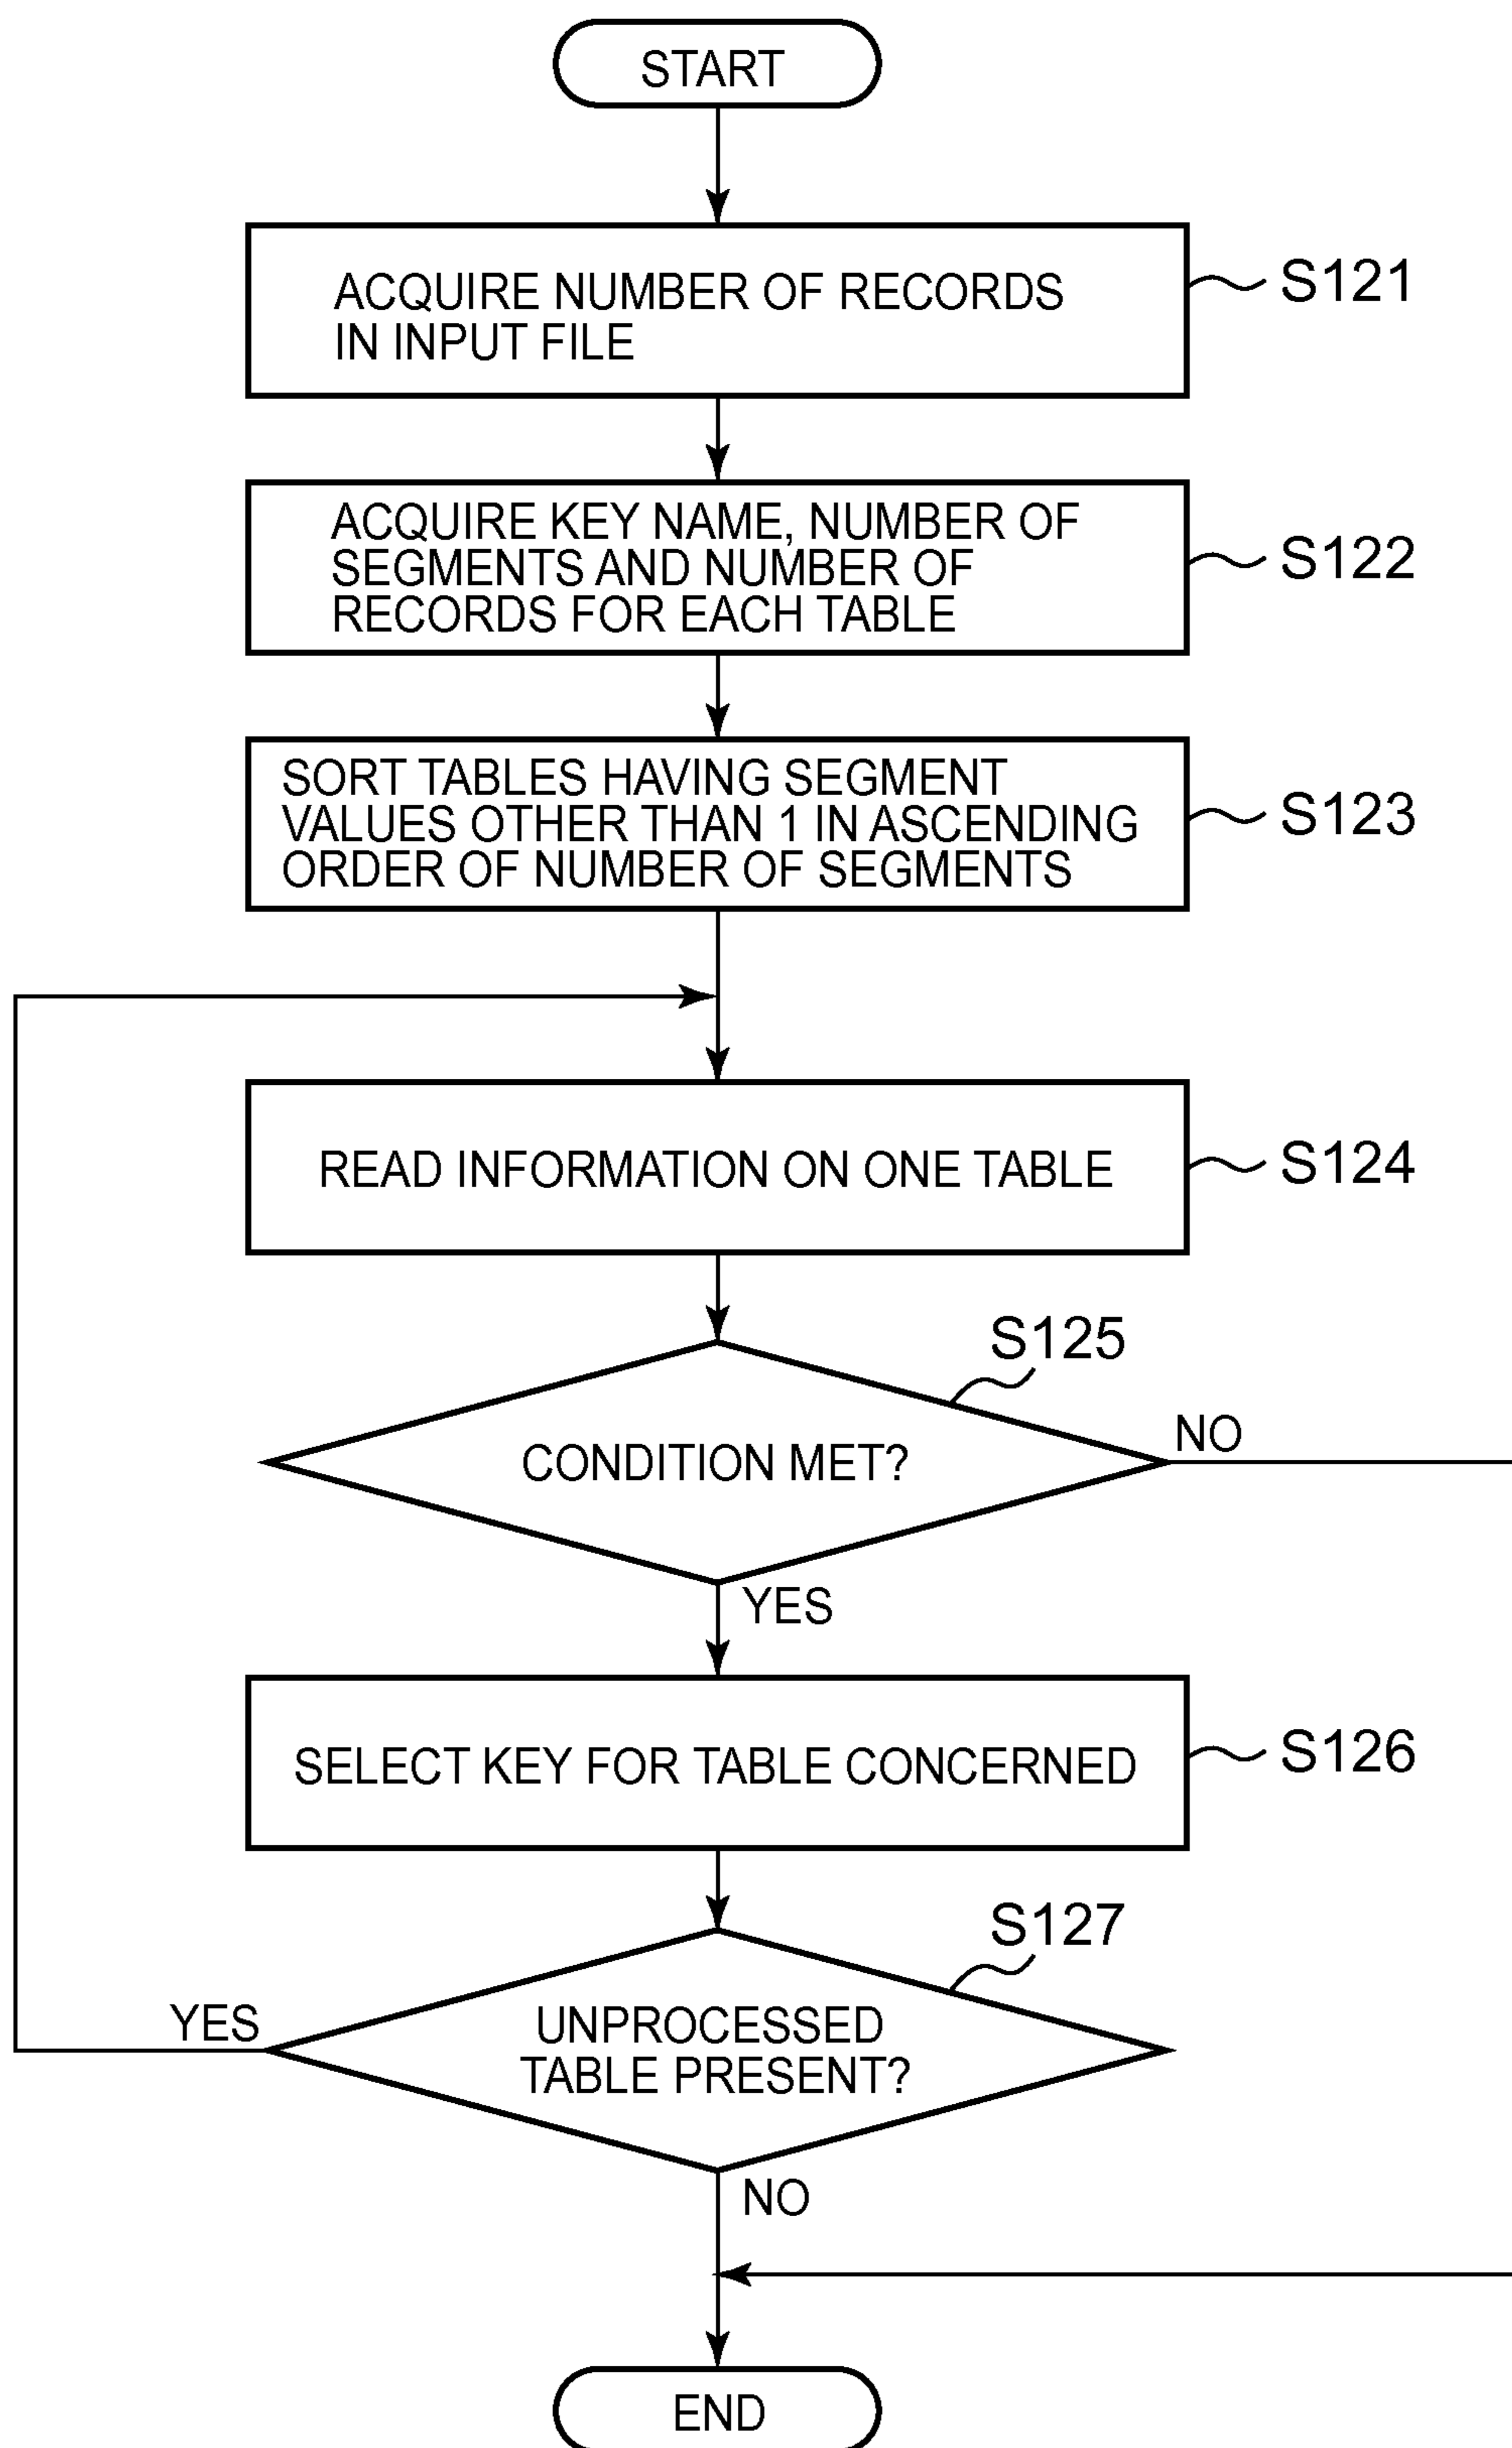 START
ACQUIRE NUMBER OF RECORDS
IN INPUT FILE
S121
ACQUIRE KEY NAME, NUMBER OF
SEGMENTS AND NUMBER OF
RECORDS FOR EACH TABLE
S122
SORT TABLES HAVING SEGMENT
VALUES OTHER THAN 1 IN ASCENDING
ORDER OF NUMBER OF SEGMENTS
S123
READ INFORMATION ON ONE TABLE
S124
S125
CONDITION MET?
NO
YES
SELECT KEY FOR TABLE CONCERNED
S126
S127
YES
UNPROCESSED
TABLE PRESENT?
NO
END